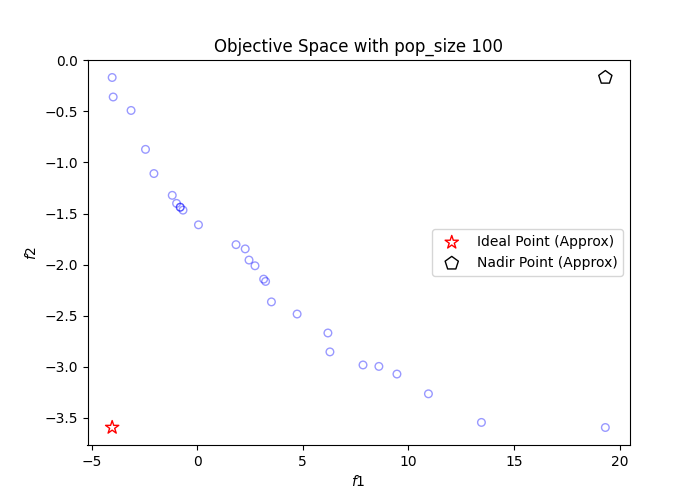 Objective Space with pop_size 100
0.0
−0.5
−1.0
−1.5
−2.0
−2.5
−3.0
−3.5
f2
Ideal Point (Approx)
Nadir Point (Approx)
−5 0 5 10 15 20
f1